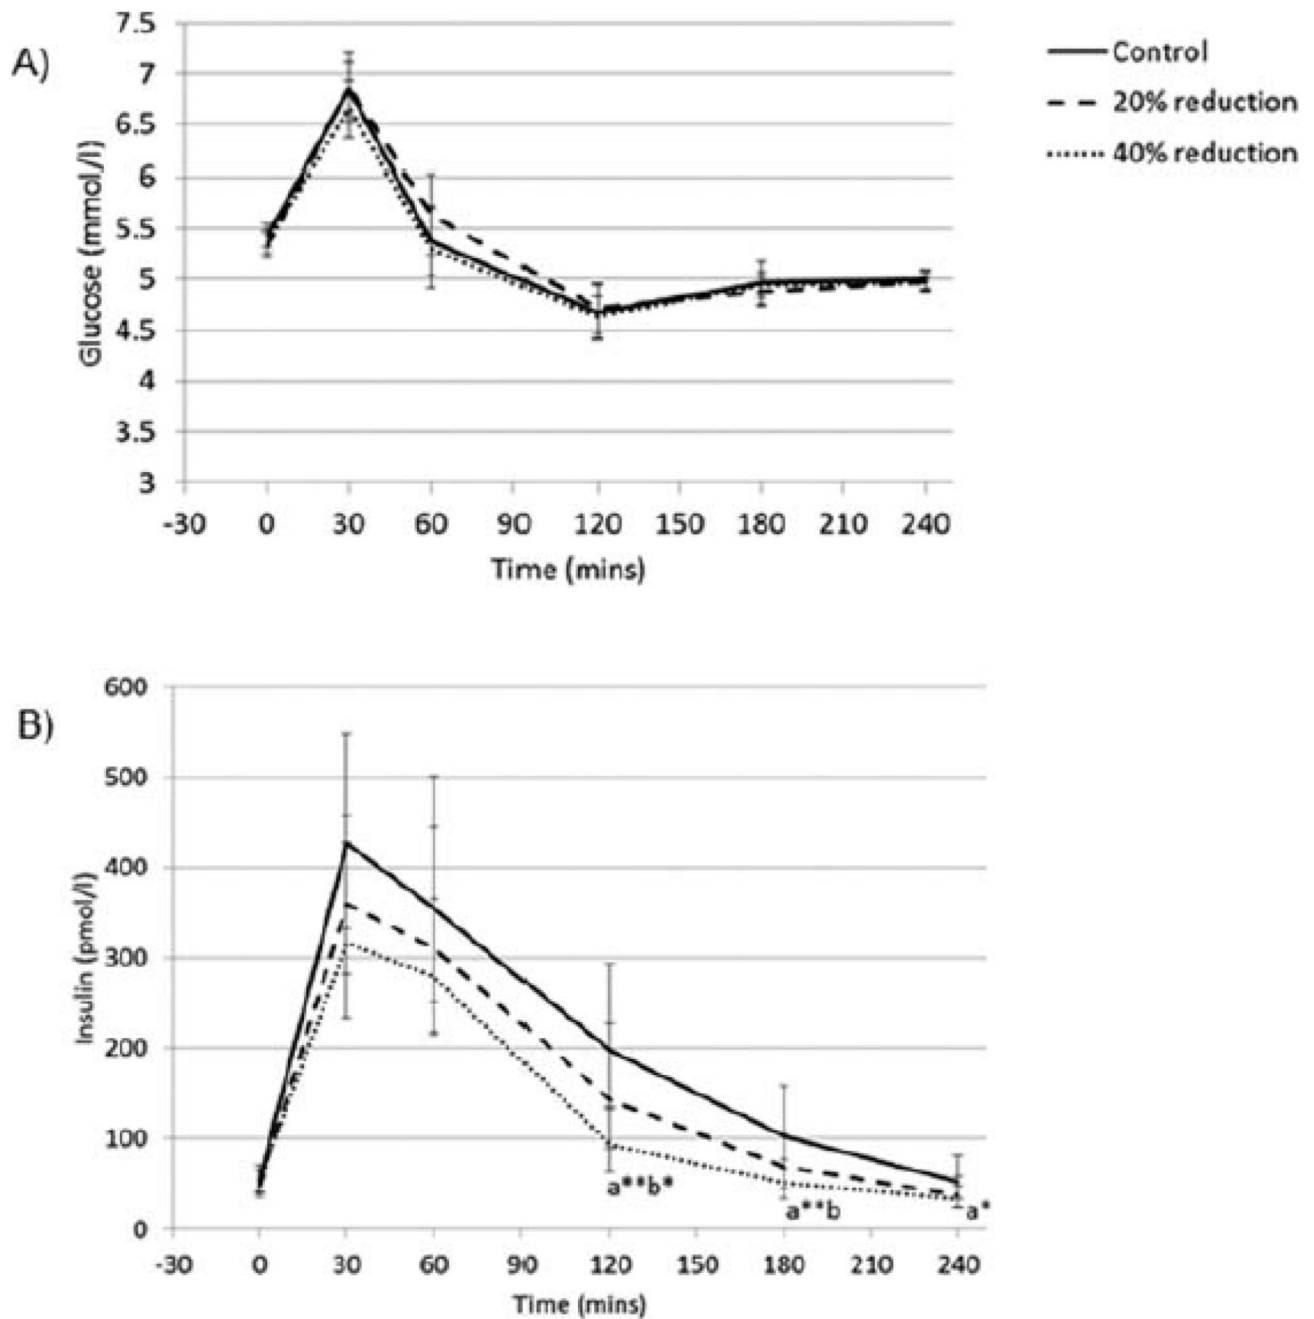 A)
7.5
7
6.5
6
5.5
5
4.5
4
3.5
3
Glucose (mmol/l)
-30 0 30 60 90 120 150 180 210 240
Time (mins)
Control
20% reduction
40% reduction
B)
600
500
400
300
200
100
0
Insulin (pmol/l)
a**b*
a**b
a*
-30 0 30 60 90 120 150 180 210 240
Time (mins)